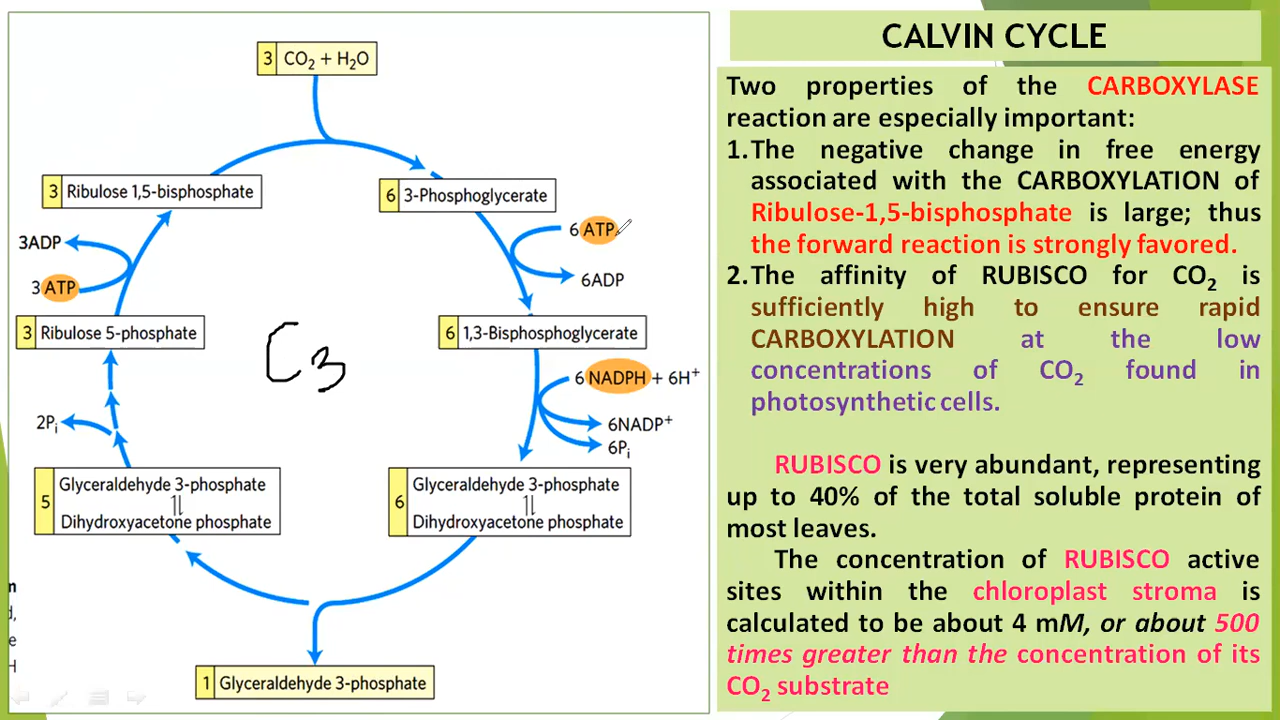 3 CO₂ + H₂O
3 Ribulose 1,5-bisphosphate
6 3-Phosphoglycerate
3ADP
3 ATP
6 ATP
6ADP
3 Ribulose 5-phosphate
6 1,3-Bisphosphoglycerate
C3
6 NADPH + 6H⁺
6NADP⁺
6Pᵢ
2Pᵢ
5 Glyceraldehyde 3-phosphate
Dihydroxyacetone phosphate
6 Glyceraldehyde 3-phosphate
Dihydroxyacetone phosphate
1 Glyceraldehyde 3-phosphate
m
d,
e
H
CALVIN CYCLE
Two properties of the CARBOXYLASE
reaction are especially important:
1. The negative change in free energy
associated with the CARBOXYLATION of
Ribulose-1,5-bisphosphate is large; thus
the forward reaction is strongly favored.
2. The affinity of RUBISCO for CO₂ is
sufficiently high to ensure rapid
CARBOXYLATION at the low
concentrations of CO₂ found in
photosynthetic cells.
RUBISCO is very abundant, representing
up to 40% of the total soluble protein of
most leaves.
The concentration of RUBISCO active
sites within the chloroplast stroma is
calculated to be about 4 mM, or about 500
times greater than the concentration of its
CO₂ substrate